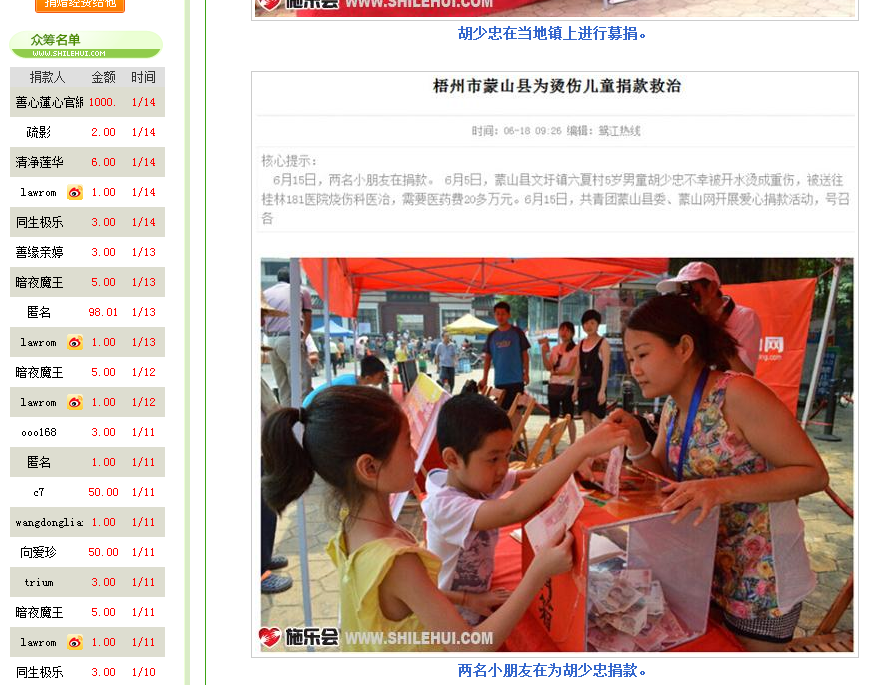 捐赠经费给他
众筹名单
WWW.SHILEHUI.COM
捐款人 金额 时间
善心蓮心官網 1000. 1/14
疏影 2.00 1/14
清净莲华 6.00 1/14
lawrom 1.00 1/14
同生极乐 3.00 1/14
善缘亲婷 3.00 1/13
暗夜魔王 5.00 1/13
匿名 98.01 1/13
lawrom 1.00 1/13
暗夜魔王 5.00 1/12
lawrom 1.00 1/12
ooo168 3.00 1/11
匿名 1.00 1/11
c7 50.00 1/11
wangdonglia 1.00 1/11
向爱珍 50.00 1/11
trium 3.00 1/11
暗夜魔王 5.00 1/11
lawrom 1.00 1/11
同生极乐 3.00 1/10
施乐会 WWW.SHILEHUI.COM
胡少忠在当地镇上进行募捐。
梧州市蒙山县为烫伤儿童捐款救治
时间：06-18 09:26 编辑：鸳江热线
核心提示：
6月15日，两名小朋友在捐款。 6月5日，蒙山县文圩镇六夏村5岁男童胡少忠不幸被开水烫成重伤，被送往
桂林181医院烧伤科医治，需要医药费20多万元。6月15日，共青团蒙山县委、蒙山网开展爱心捐款活动，号召
各
施乐会 WWW.SHILEHUI.COM
两名小朋友在为胡少忠捐款。